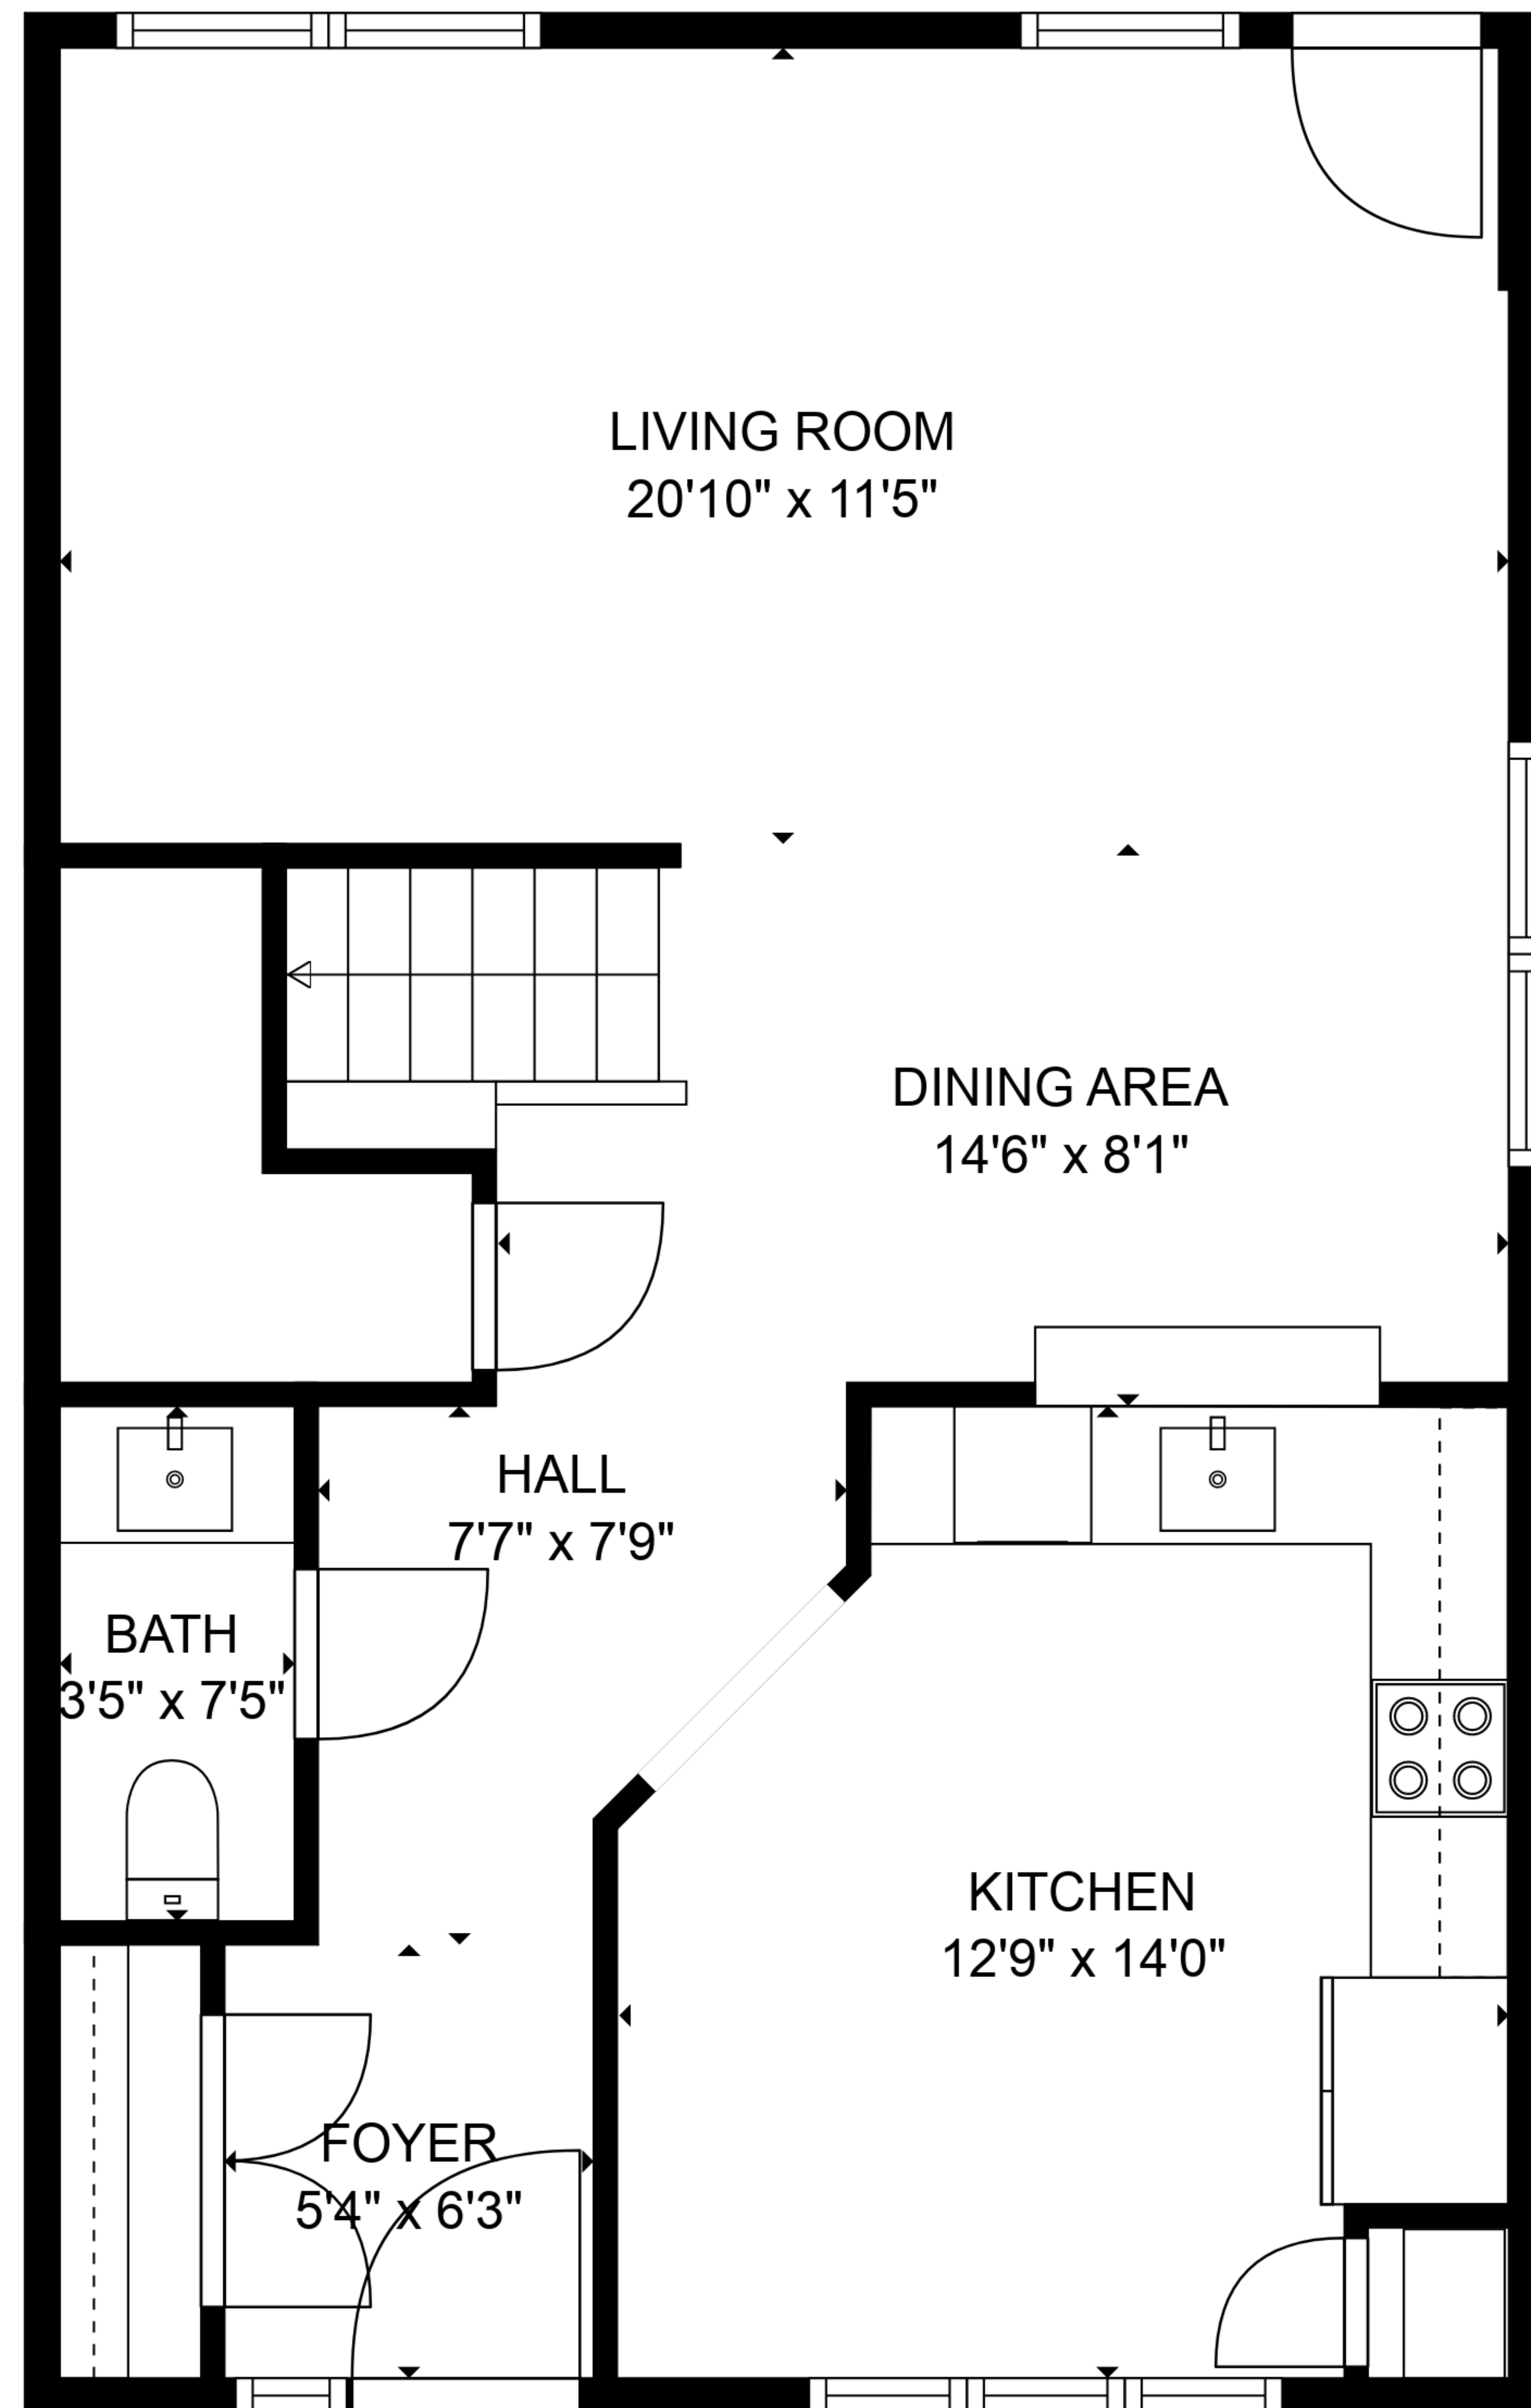 LIVING ROOM
20'10" x 11'5"
DINING AREA
14'6" x 8'1"
HALL
7'7" x 7'9"
BATH
3'5" x 7'5"
KITCHEN
12'9" x 14'0"
FOYER
5'4" x 6'3"